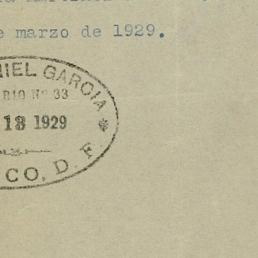 e marzo de 1929.
NIEL GARCIA
RIO Nº 33
18 1929
CO, D. F.